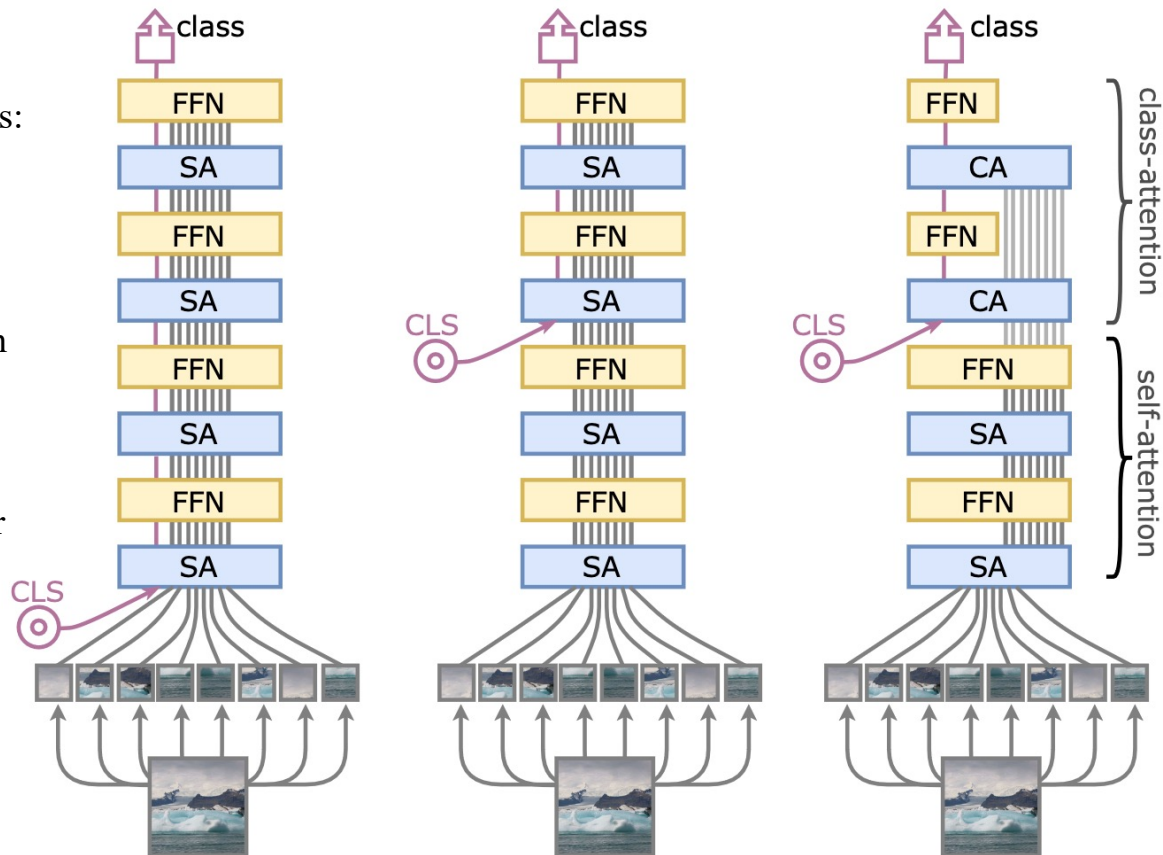 class
FFN
SA
FFN
SA
FFN
SA
FFN
SA
CLS
class
FFN
SA
FFN
SA
CLS
FFN
SA
FFN
SA
class
FFN
CA
FFN
CA
CLS
FFN
SA
FFN
SA
class-attention
self-attention
s:
n
r